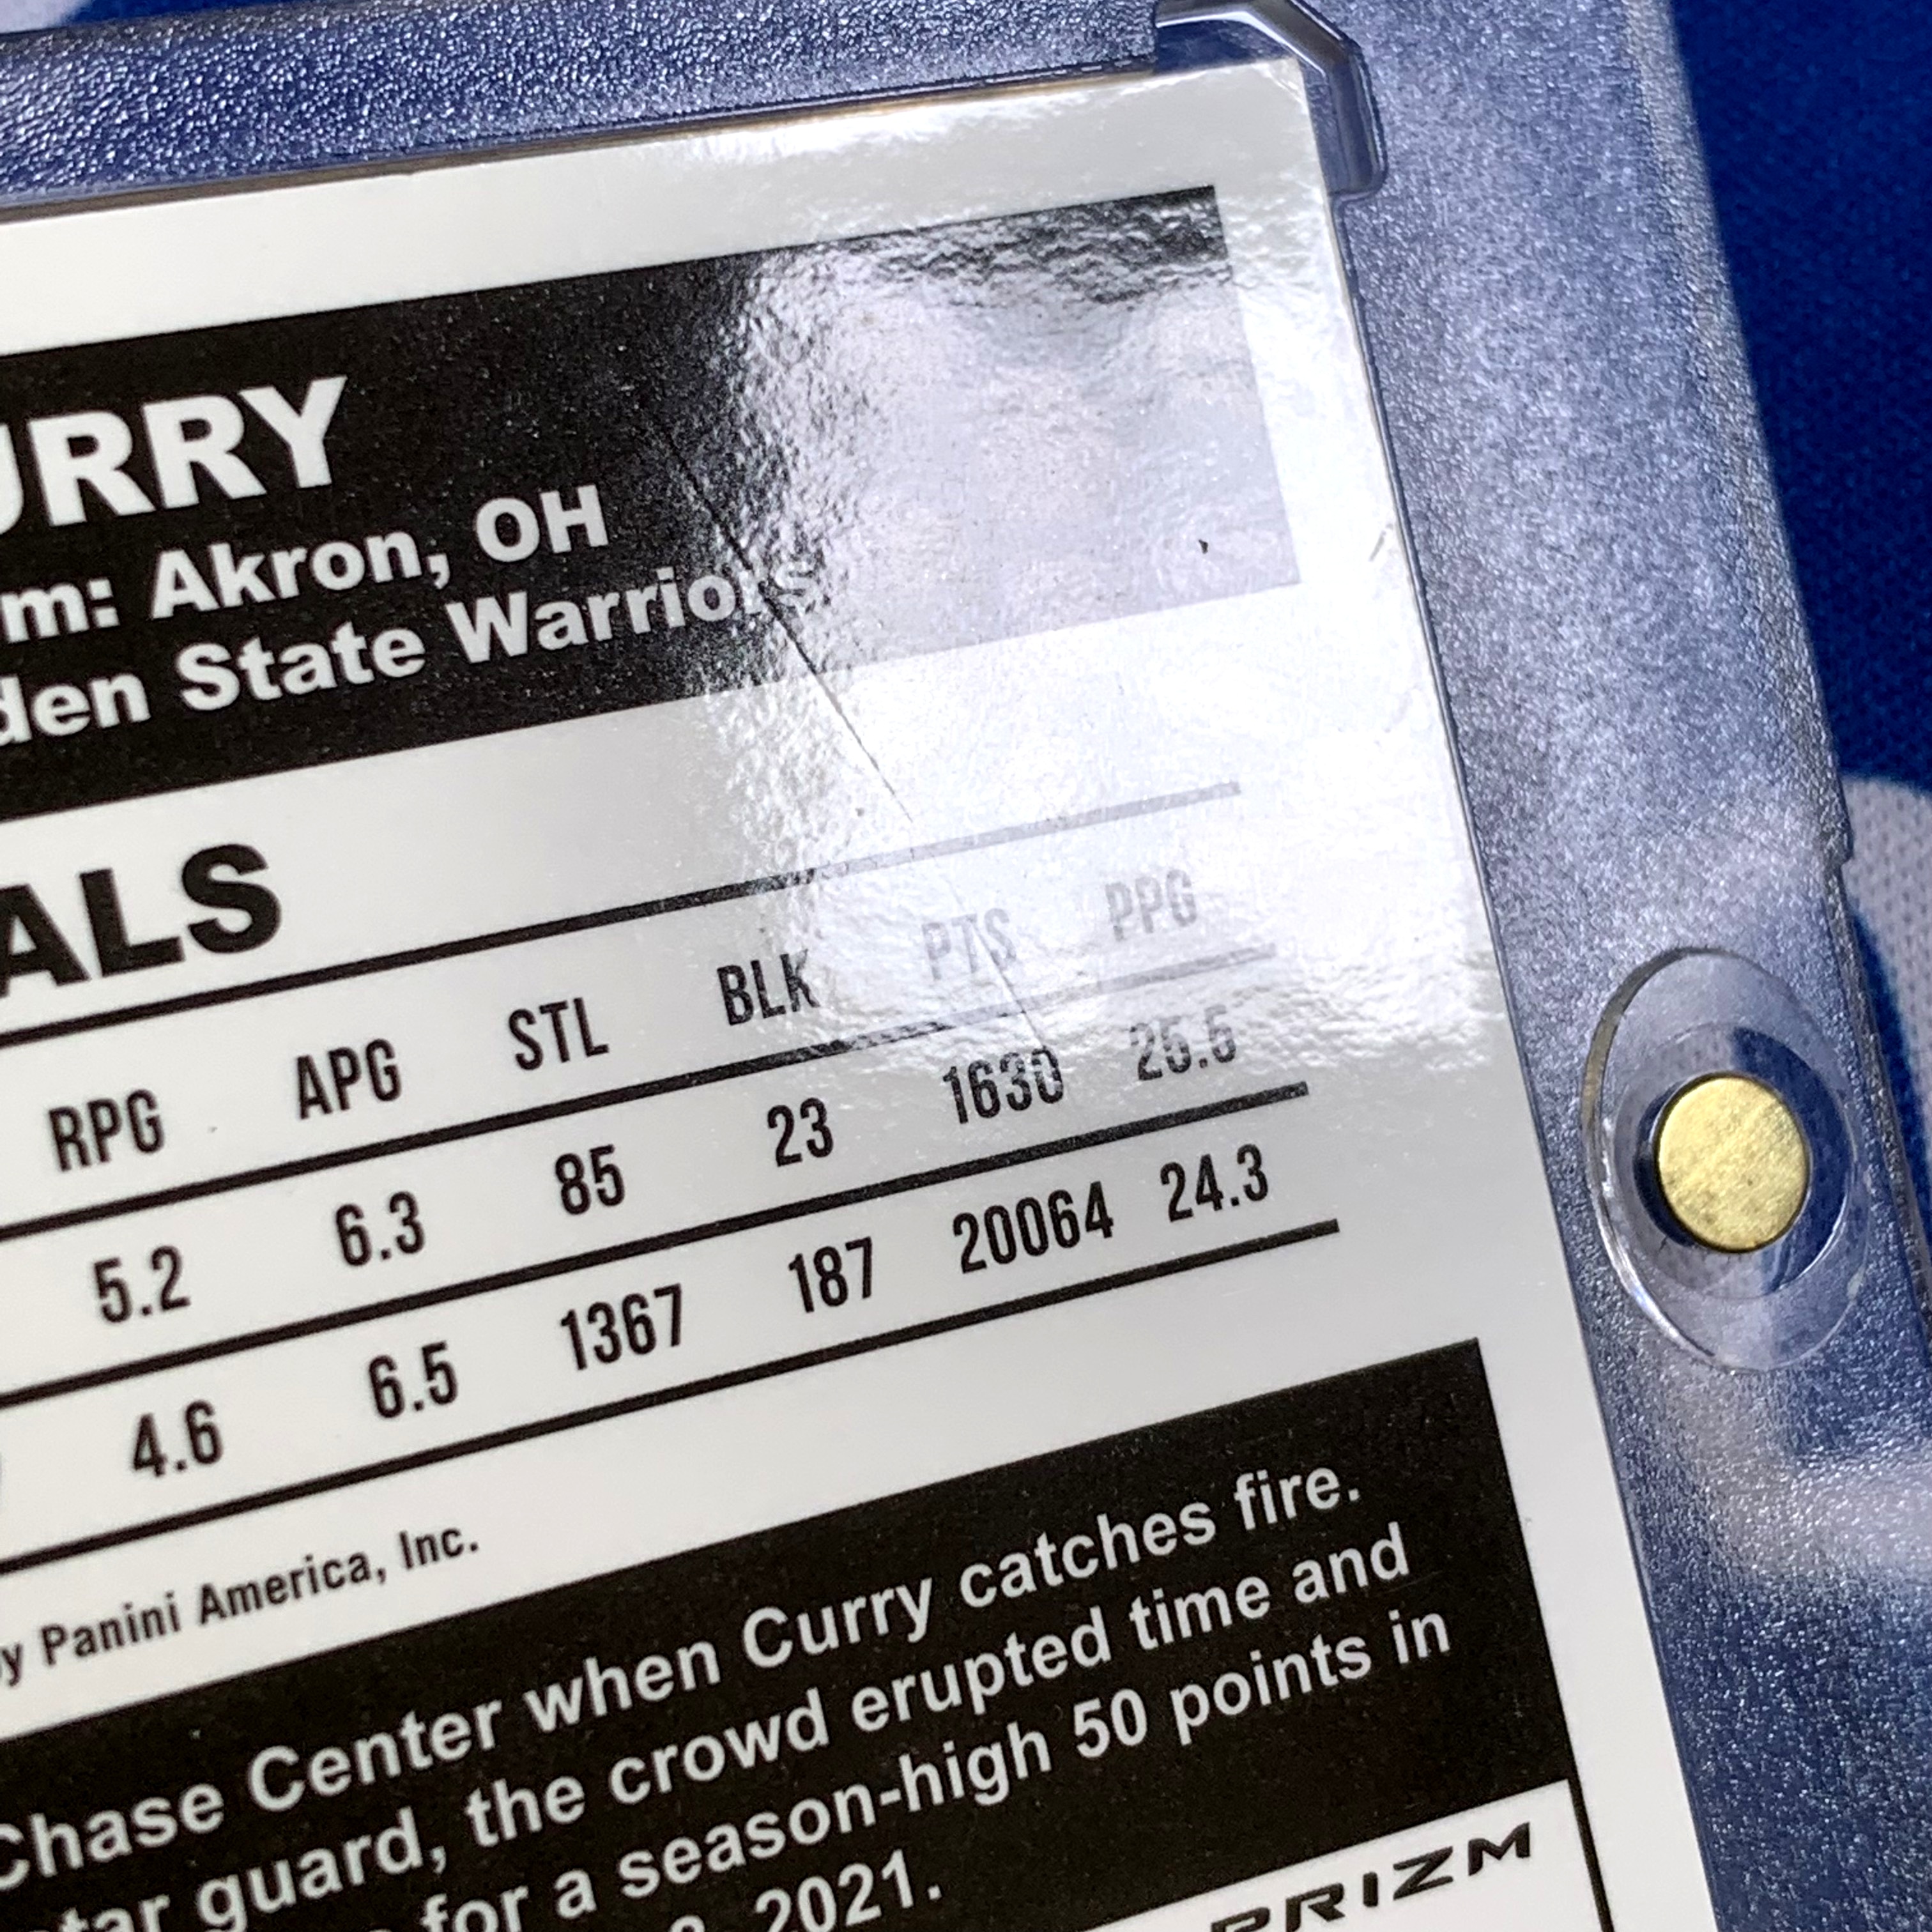 URRY
m: Akron, OH
den State Warriors
ALS
RPG APG STL BLK PTS PPG
5.2 6.3 85 23 1630 25.5
4.6 6.5 1367 187 20064 24.3
y Panini America, Inc.
Chase Center when Curry catches fire.
tar guard, the crowd erupted time and
for a season-high 50 points in
2021.
PRIZM